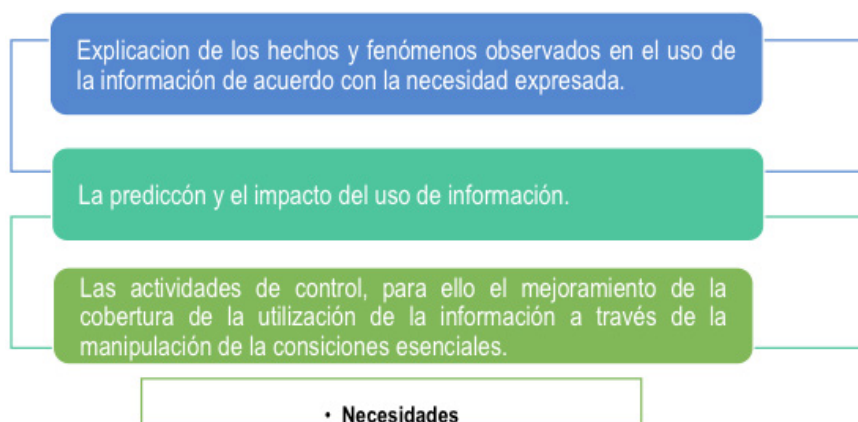 Explicacion de los hechos y fenómenos observados en el uso de
la información de acuerdo con la necesidad expresada.
La prediccón y el impacto del uso de información.
Las actividades de control, para ello el mejoramiento de la
cobertura de la utilización de la información a través de la
manipulación de la consiciones esenciales.
• Necesidades